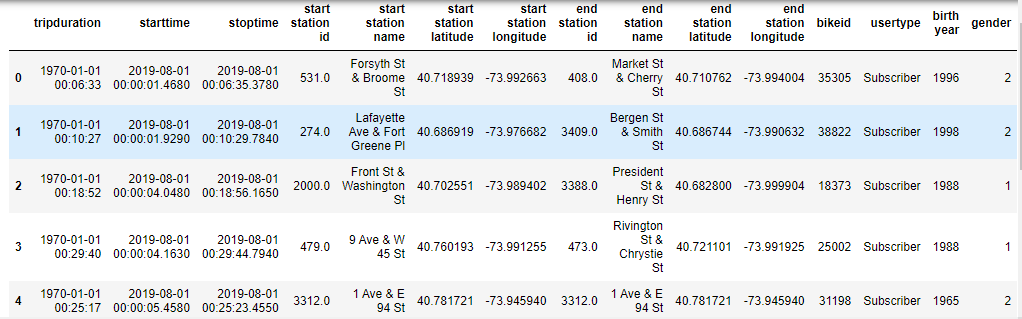 tripduration starttime stoptime start station id start station name start station latitude start station longitude end station id end station name end station latitude end station longitude bikeid usertype birth year gender
0 1970-01-01 00:06:33 2019-08-01 00:00:01.4680 2019-08-01 00:06:35.3780 531.0 Forsyth St & Broome St 40.718939 -73.992663 408.0 Market St & Cherry St 40.710762 -73.994004 35305 Subscriber 1996 2
1 1970-01-01 00:10:27 2019-08-01 00:00:01.9290 2019-08-01 00:10:29.7840 274.0 Lafayette Ave & Fort Greene Pl 40.686919 -73.976682 3409.0 Bergen St & Smith St 40.686744 -73.990632 38822 Subscriber 1998 2
2 1970-01-01 00:18:52 2019-08-01 00:00:04.0480 2019-08-01 00:18:56.1650 2000.0 Front St & Washington St 40.702551 -73.989402 3388.0 President St & Henry St 40.682800 -73.999904 18373 Subscriber 1988 1
3 1970-01-01 00:29:40 2019-08-01 00:00:04.1630 2019-08-01 00:29:44.7940 479.0 9 Ave & W 45 St 40.760193 -73.991255 473.0 Rivington St & Chrystie St 40.721101 -73.991925 25002 Subscriber 1988 1
4 1970-01-01 00:25:17 2019-08-01 00:00:05.4580 2019-08-01 00:25:23.4550 3312.0 1 Ave & E 94 St 40.781721 -73.945940 3312.0 1 Ave & E 94 St 40.781721 -73.945940 31198 Subscriber 1965 2